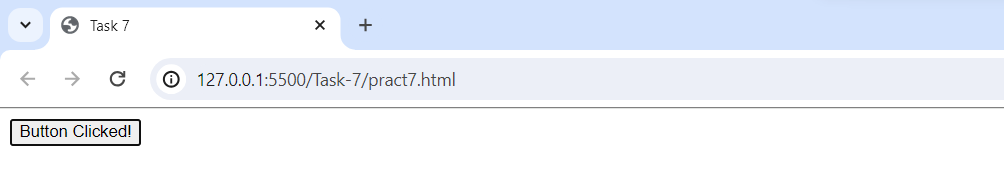 Task 7
127.0.0.1:5500/Task-7/pract7.html
Button Clicked!